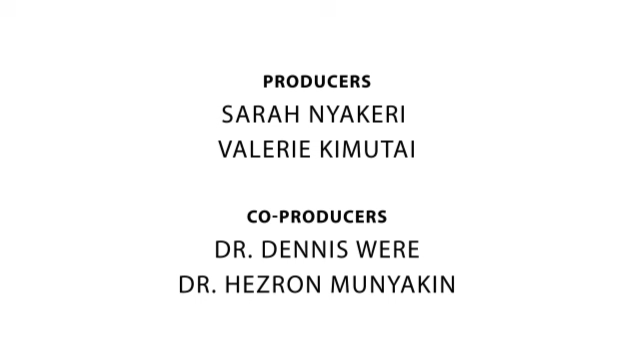 PRODUCERS
SARAH NYAKERI
VALERIE KIMUTAI
CO-PRODUCERS
DR. DENNIS WERE
DR. HEZRON MUNYAKIN